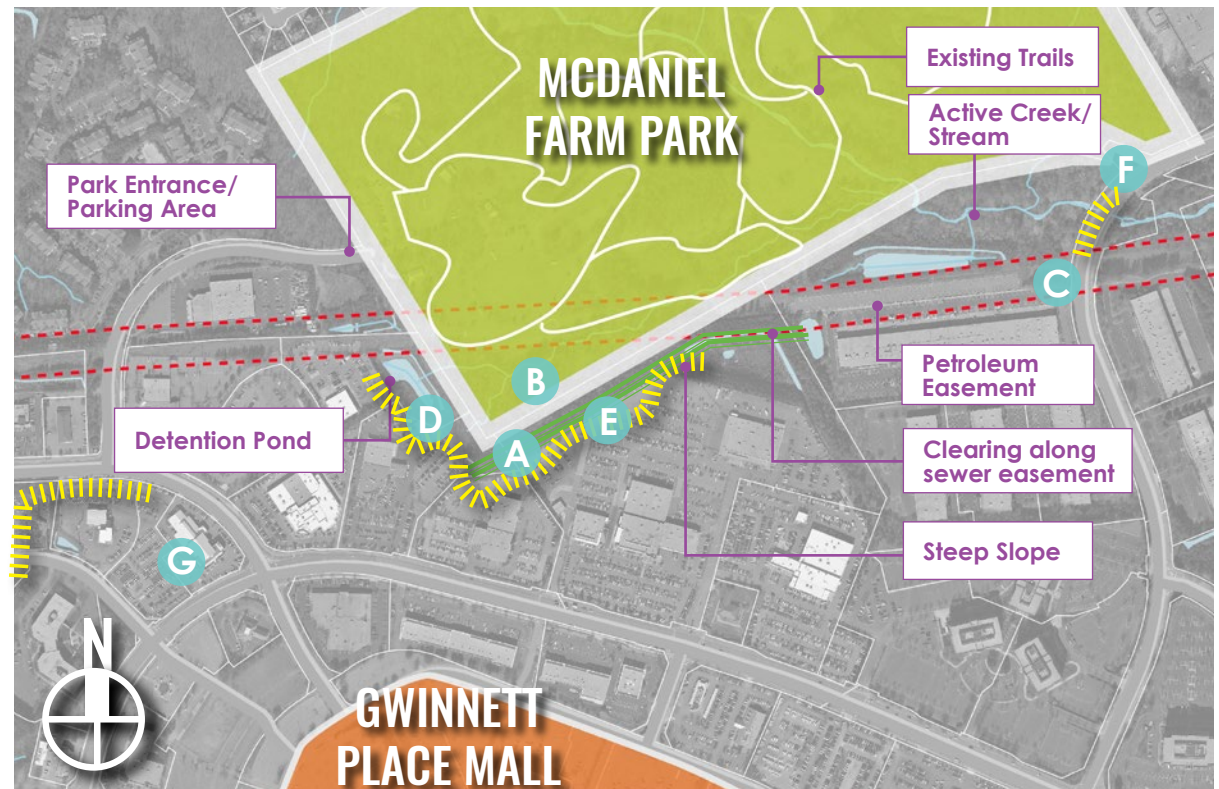 MCDANIEL
FARM PARK
Existing Trails
Active Creek/
Stream
F
Park Entrance/
Parking Area
C
Petroleum
Easement
B
D
E
A
Detention Pond
Clearing along
sewer easement
Steep Slope
G
N
GWINNETT
PLACE MALL